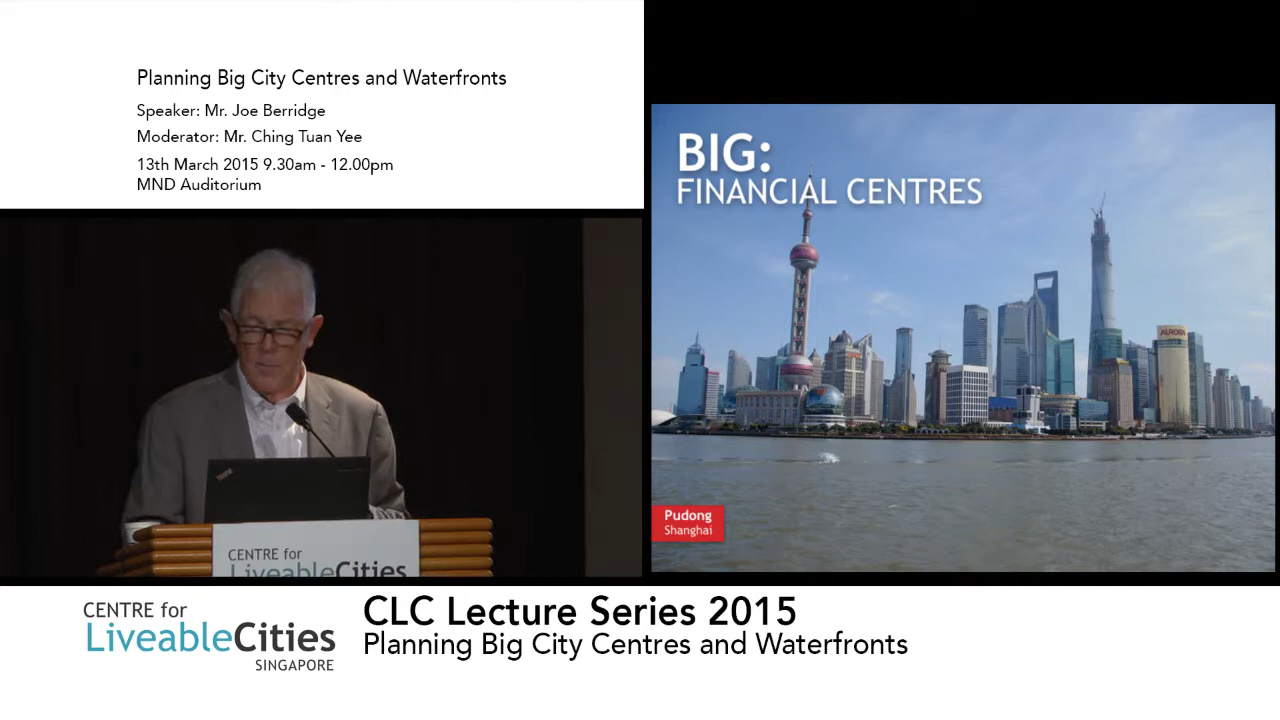 Planning Big City Centres and Waterfronts
Speaker: Mr. Joe Berridge
Moderator: Mr. Ching Tuan Yee
13th March 2015 9.30am - 12.00pm
MND Auditorium
BIG:
FINANCIAL CENTRES
AURORA
Pudong
Shanghai
ThinkPad
CENTRE for
LiveableCities
CENTRE for
LiveableCities
SINGAPORE
CLC Lecture Series 2015
Planning Big City Centres and Waterfronts